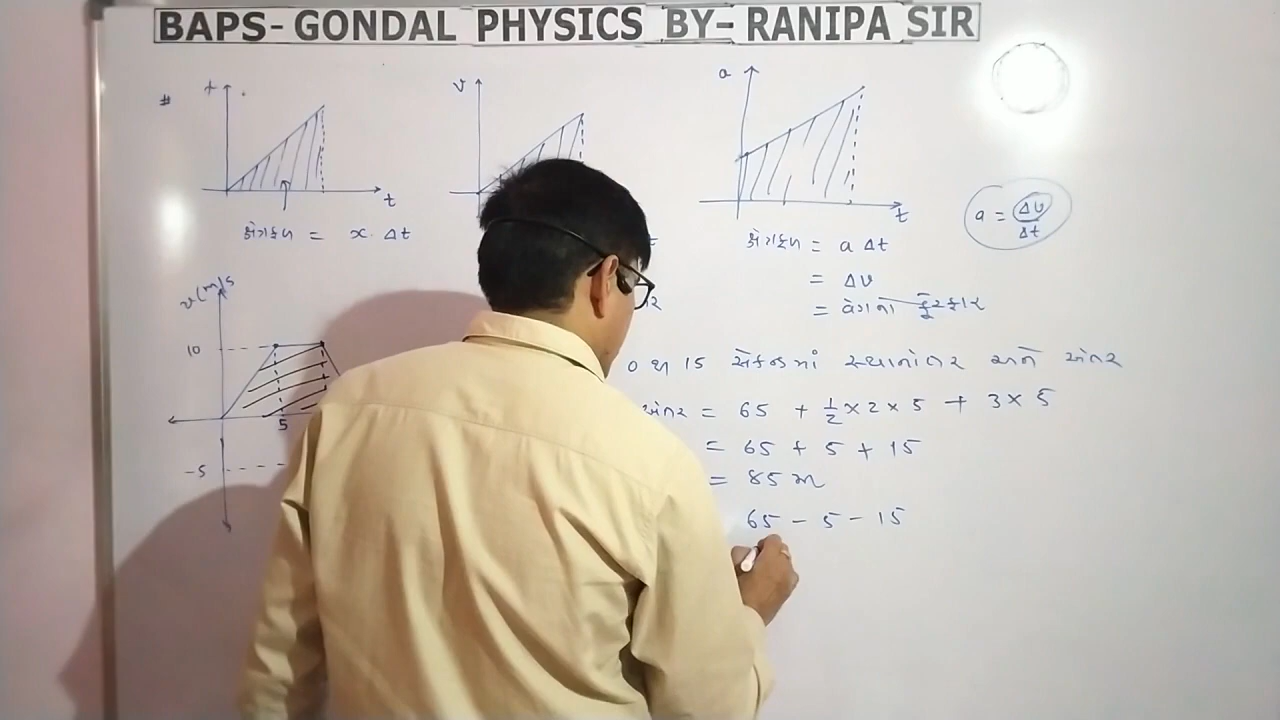 BAPS- GONDAL PHYSICS BY- RANIPA SIR
#
t
ક્ષેત્રફળ = x · Δt
v
a
t
ક્ષેત્રફળ = a Δt
= Δv
= વેગનો ફેરફાર
a = Δv / Δt
v(m/s
10
5
-5
15 સેકન્ડમાં સ્થાનાંતર અને અંતર
અંતર = 65 + 1/2 × 2 × 5 + 3 × 5
= 65 + 5 + 15
= 85 m
65 - 5 - 15